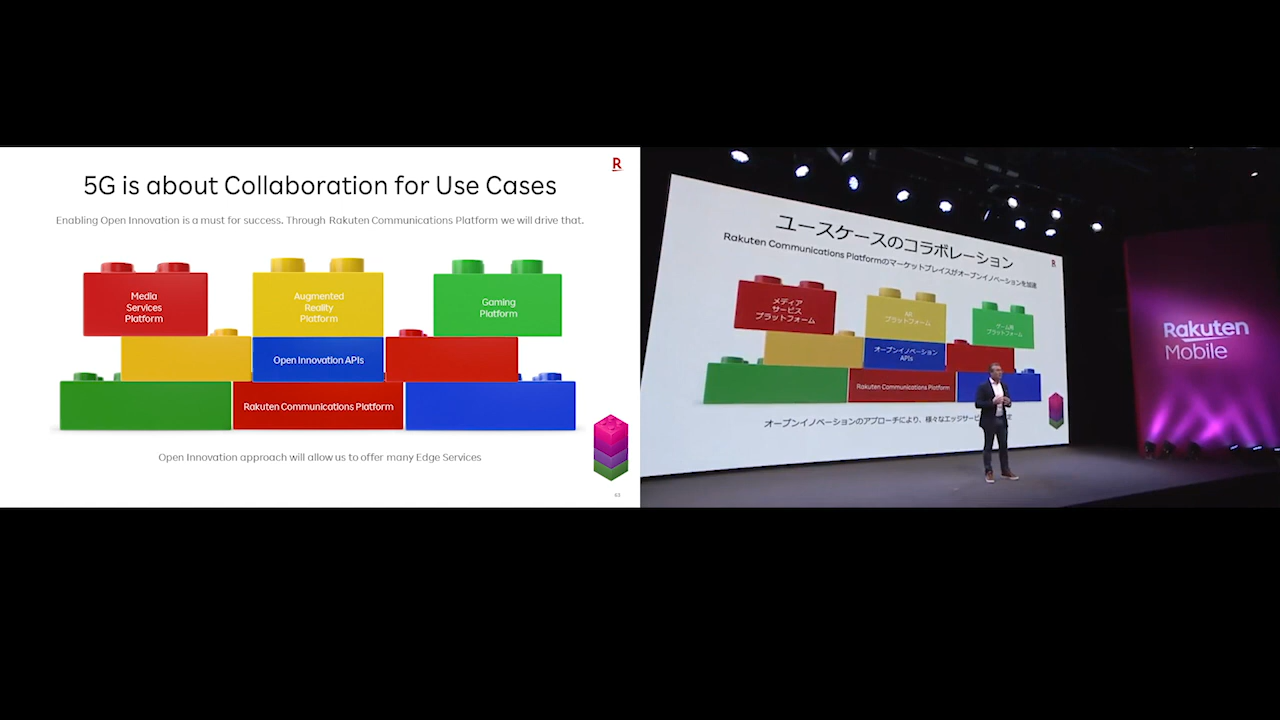 R
5G is about Collaboration for Use Cases
Enabling Open Innovation is a must for success. Through Rakuten Communications Platform we will drive that.
Media
Services
Platform
Augmented
Reality
Platform
Gaming
Platform
Open Innovation APIs
Rakuten Communications Platform
Open Innovation approach will allow us to offer many Edge Services
63
R
ユースケースのコラボレーション
Rakuten Communications Platformのマーケットプレイスがオープンイノベーションを加速
メディア
サービス
プラットフォーム
AR
プラットフォーム
ゲーム用
プラットフォーム
オープンイノベーション
APIs
Rakuten Communications Platform
オープンイノベーションのアプローチにより、様々なエッジサービ
Rakuten
Mobile